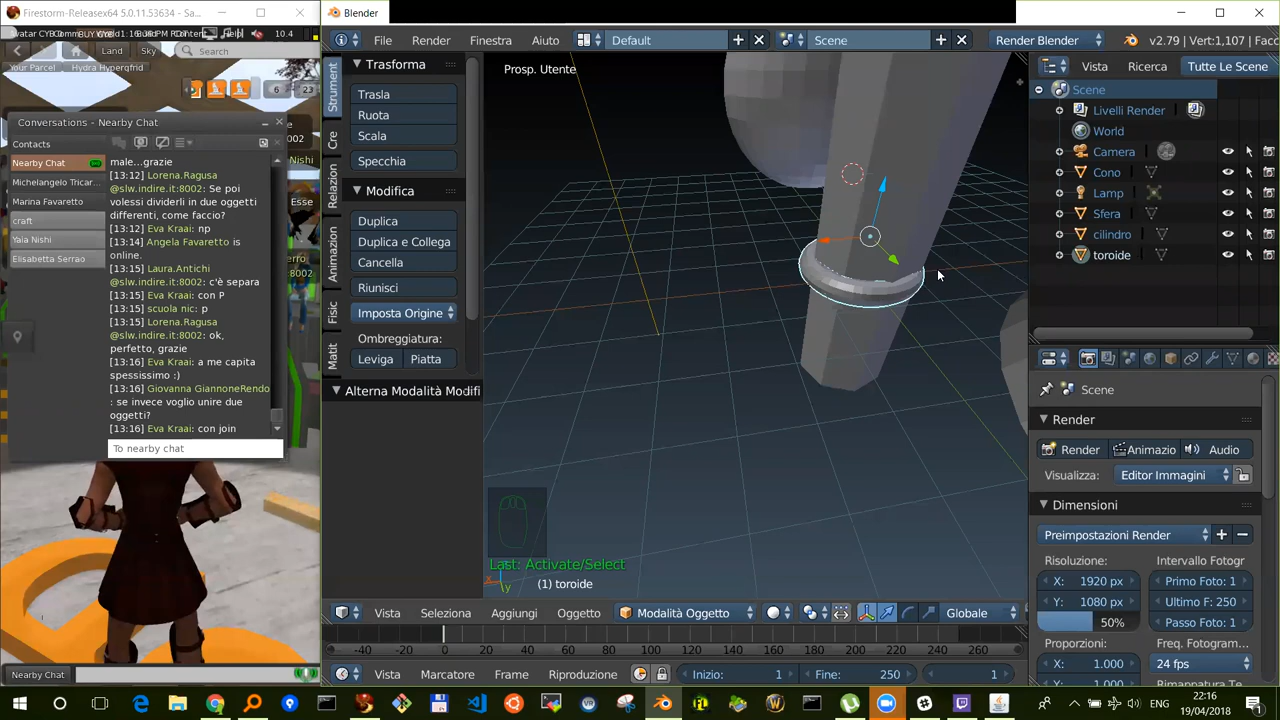 Firestorm-Releasex64 5.0.11.53634 - Sa...
10.4
Land
Sky
Search
Your Parcel
Hydra Hypergrfid
6
23
Conversations - Nearby Chat
Contacts
Nearby Chat
Michelangelo Tricar...
Marina Favaretto
craft
Yaia Nishi
Elisabetta Serrao
male...grazie
[13:12] Lorena.Ragusa
@slw.indire.it:8002: Se poi
volessi dividerli in due oggetti
differenti, come faccio?
[13:12] Eva Kraai: np
[13:14] Angela Favaretto is
online.
[13:15] Laura.Antichi
@slw.indire.it:8002: c'è separa
[13:15] Eva Kraai: con P
[13:15] scuola nic: p
[13:15] Lorena.Ragusa
@slw.indire.it:8002: ok,
perfetto, grazie
[13:16] Eva Kraai: a me capita
spessissimo :)
[13:16] Giovanna GiannoneRendo
: se invece voglio unire due
oggetti?
[13:16] Eva Kraai: con join
To nearby chat
Nearby Chat
Blender
File
Render
Finestra
Aiuto
Default
Scene
Render Blender
v2.79 | Vert:1,107 | Faces:
Strument
Cre
Relazion
Animazion
Fisic
Matit
Trasforma
Trasla
Ruota
Scala
Specchia
Modifica
Duplica
Duplica e Collega
Cancella
Riunisci
Imposta Origine
Ombreggiatura:
Leviga
Piatta
Alterna Modalità Modifi
Prosp. Utente
Last: Activate/Select
(1) toroide
Vista
Seleziona
Aggiungi
Oggetto
Modalità Oggetto
Globale
-40 -20 0 20 40 60 80 100 120 140 160 180 200 220 240 260
Vista
Marcatore
Frame
Riproduzione
Inizio: 1
Fine: 250
1
Vista
Ricerca
Tutte Le Scene
Scene
Livelli Render
World
Camera
Cono
Lamp
Sfera
cilindro
toroide
Scene
Render
Render
Animazio
Audio
Visualizza:
Editor Immagini
Dimensioni
Preimpostazioni Render
Risoluzione:
Intervallo Fotogr
X: 1920 px
Primo Foto: 1
Y: 1080 px
Ultimo F: 250
50%
Passo Foto: 1
Proporzioni:
Freq. Fotogram
X: 1.000
24 fps
Y: 1.000
Rimappatura Te
22:16
19/04/2018